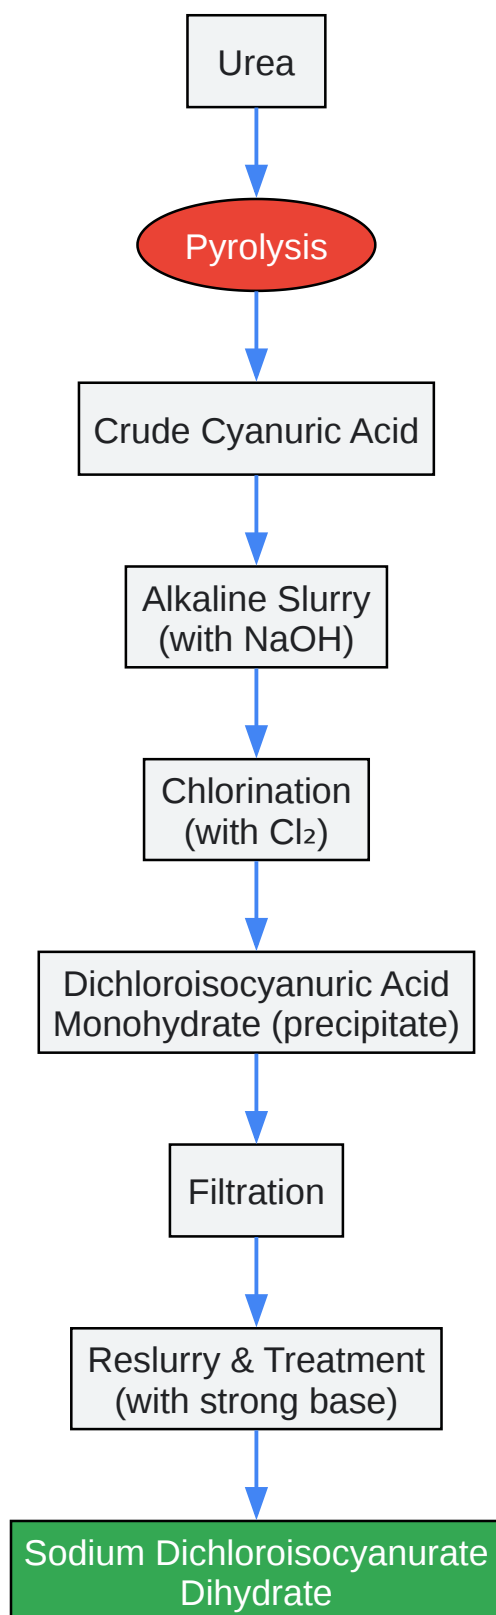 Urea
Pyrolysis
Crude Cyanuric Acid
Alkaline Slurry
(with NaOH)
Chlorination
(with Cl₂)
Dichloroisocyanuric Acid
Monohydrate (precipitate)
Filtration
Reslurry & Treatment
(with strong base)
Sodium Dichloroisocyanurate
Dihydrate